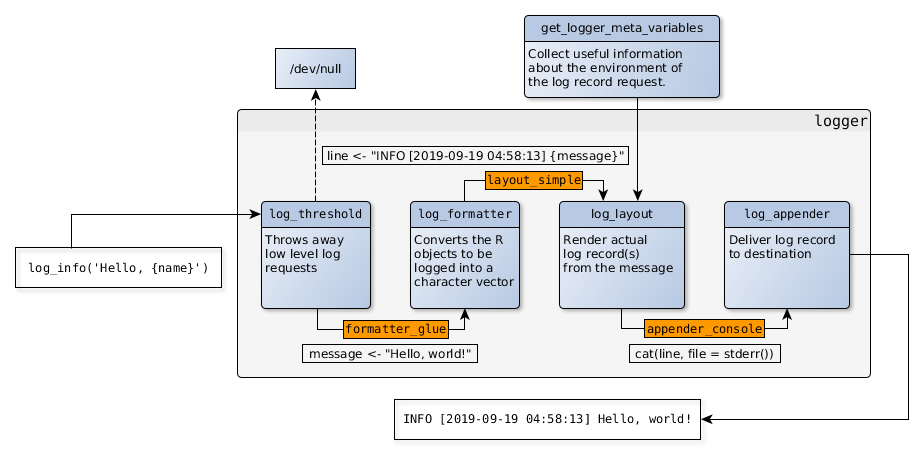 get_logger_meta_variables
Collect useful information
about the environment of
the log record request.
/dev/null
logger
line <- "INFO [2019-09-19 04:58:13] {message}"
layout_simple
log_threshold
Throws away
low level log
requests
log_formatter
Converts the R
objects to be
logged into a
character vector
log_layout
Render actual
log record(s)
from the message
log_appender
Deliver log record
to destination
log_info('Hello, {name}')
formatter_glue
message <- "Hello, world!"
appender_console
cat(line, file = stderr())
INFO [2019-09-19 04:58:13] Hello, world!